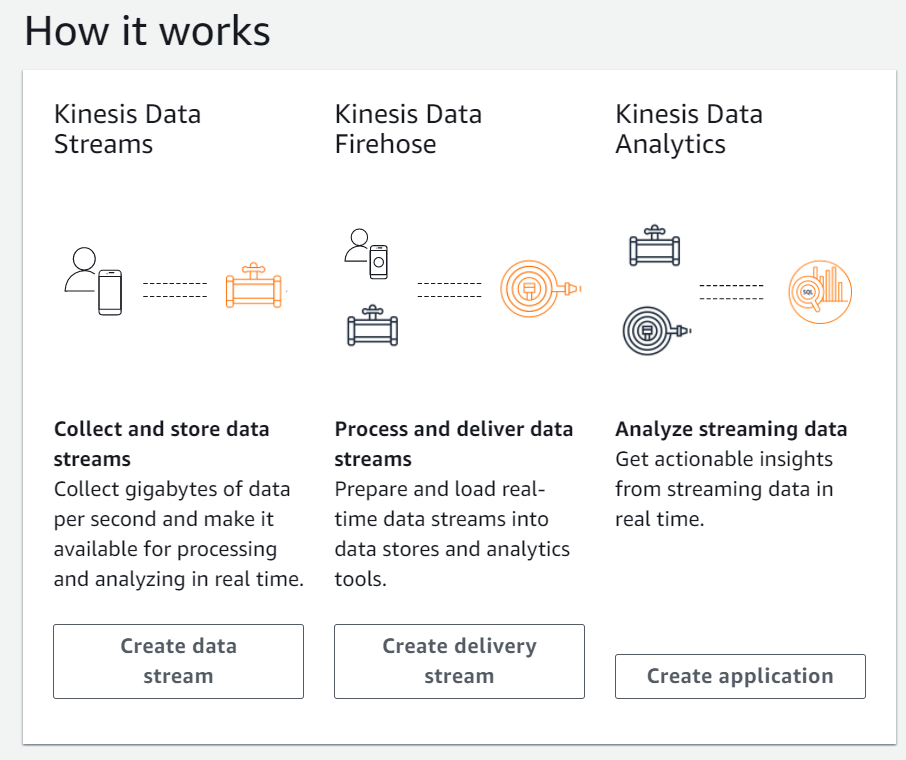 How it works
Kinesis Data
Streams
Kinesis Data
Firehose
Kinesis Data
Analytics
SQL
Collect and store data
streams
Collect gigabytes of data
per second and make it
available for processing
and analyzing in real time.
Create data
stream
Process and deliver data
streams
Prepare and load real-
time data streams into
data stores and analytics
tools.
Create delivery
stream
Analyze streaming data
Get actionable insights
from streaming data in
real time.
Create application